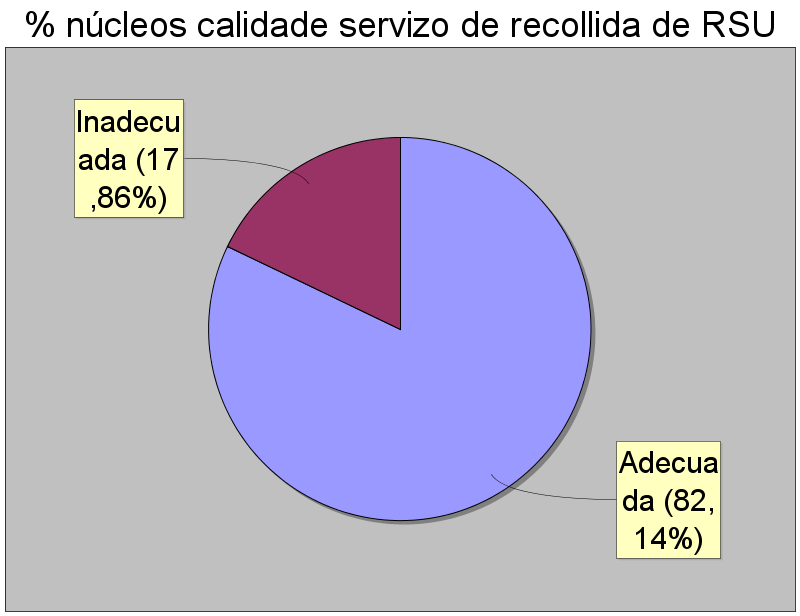 % núcleos calidade servizo de recollida de RSU
Inadecu
ada (17
,86%)
Adecua
da (82,
14%)